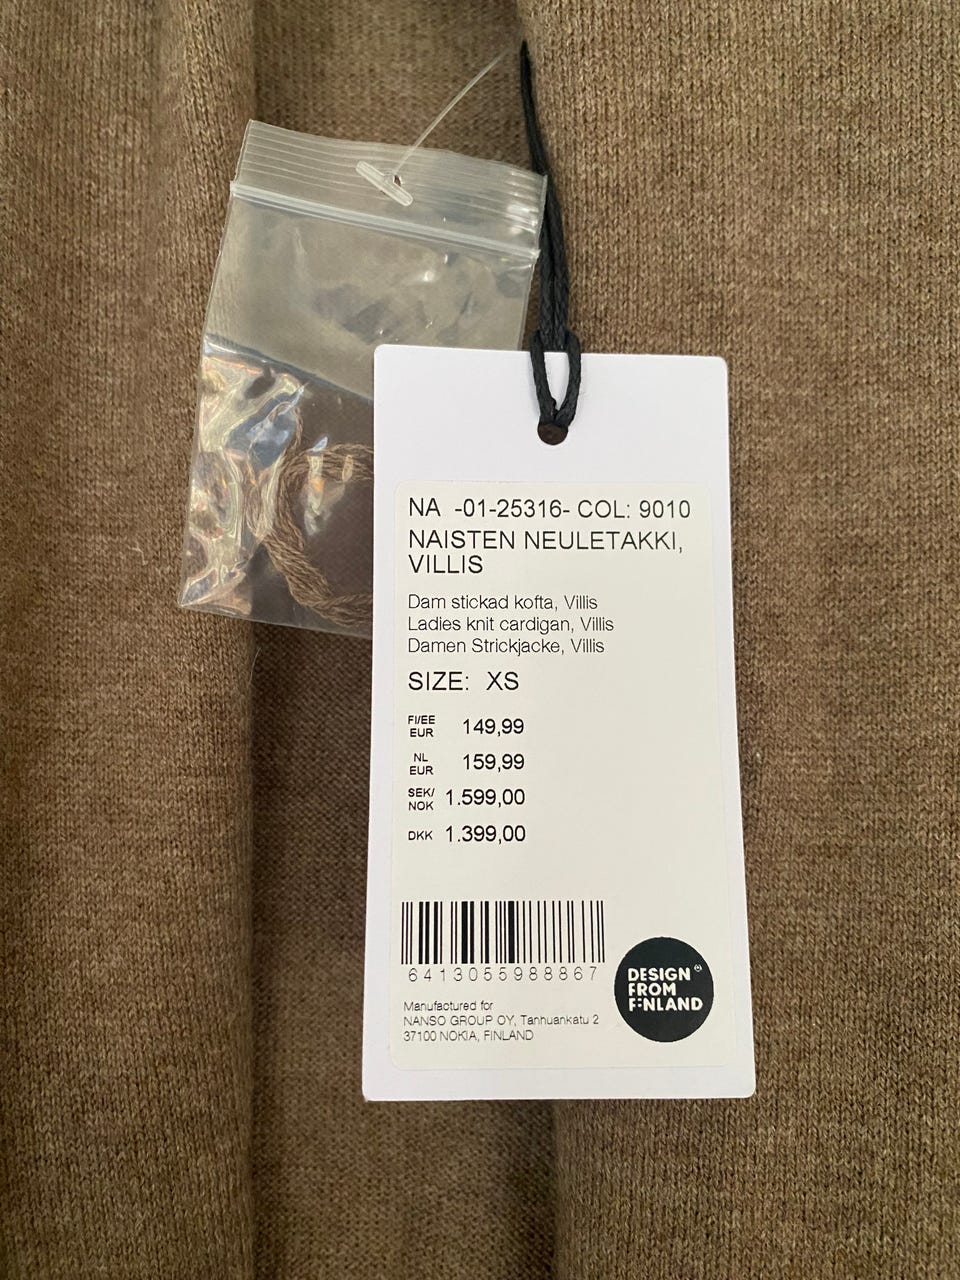 NA -01-25316- COL: 9010
NAISTEN NEULETAKKI,
VILLIS
Dam stickad kofta, Villis
Ladies knit cardigan, Villis
Damen Strickjacke, Villis
SIZE: XS
FI/EE
EUR 149,99
NL
EUR 159,99
SEK/
NOK 1.599,00
DKK 1.399,00
6413055988867
Manufactured for
NANSO GROUP OY, Tanhuankatu 2
37100 NOKIA, FINLAND
DESIGN
FROM
FINLAND